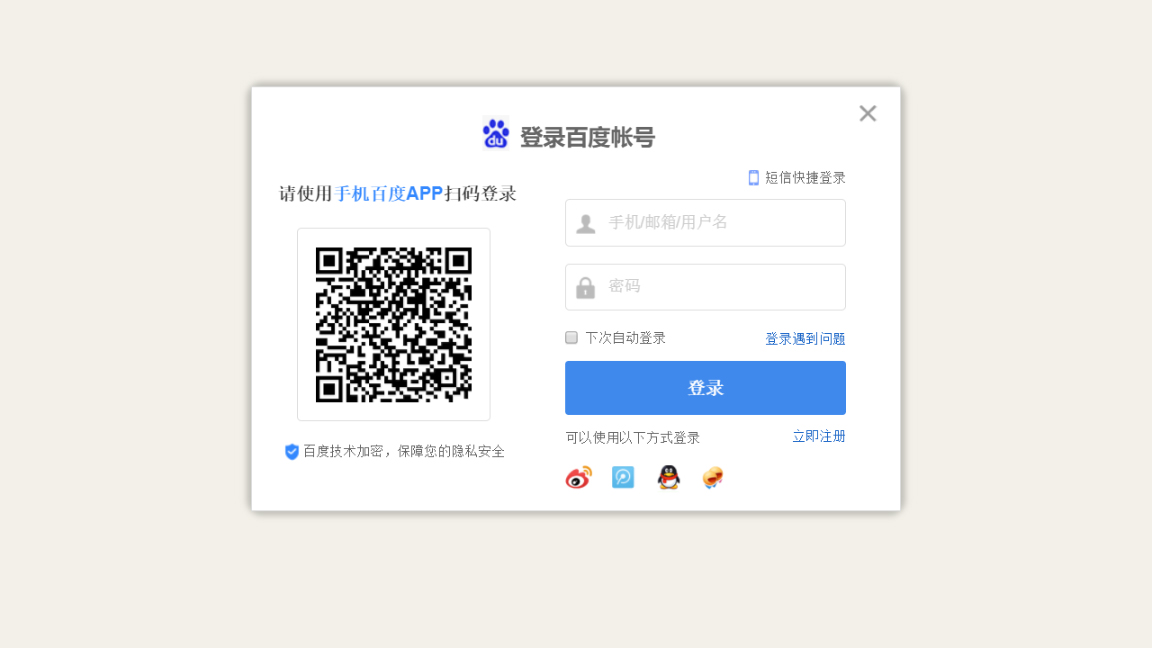 du 登录百度帐号
请使用手机百度APP扫码登录
百度技术加密，保障您的隐私安全
短信快捷登录
手机/邮箱/用户名
密码
下次自动登录 登录遇到问题
登录
可以使用以下方式登录 立即注册